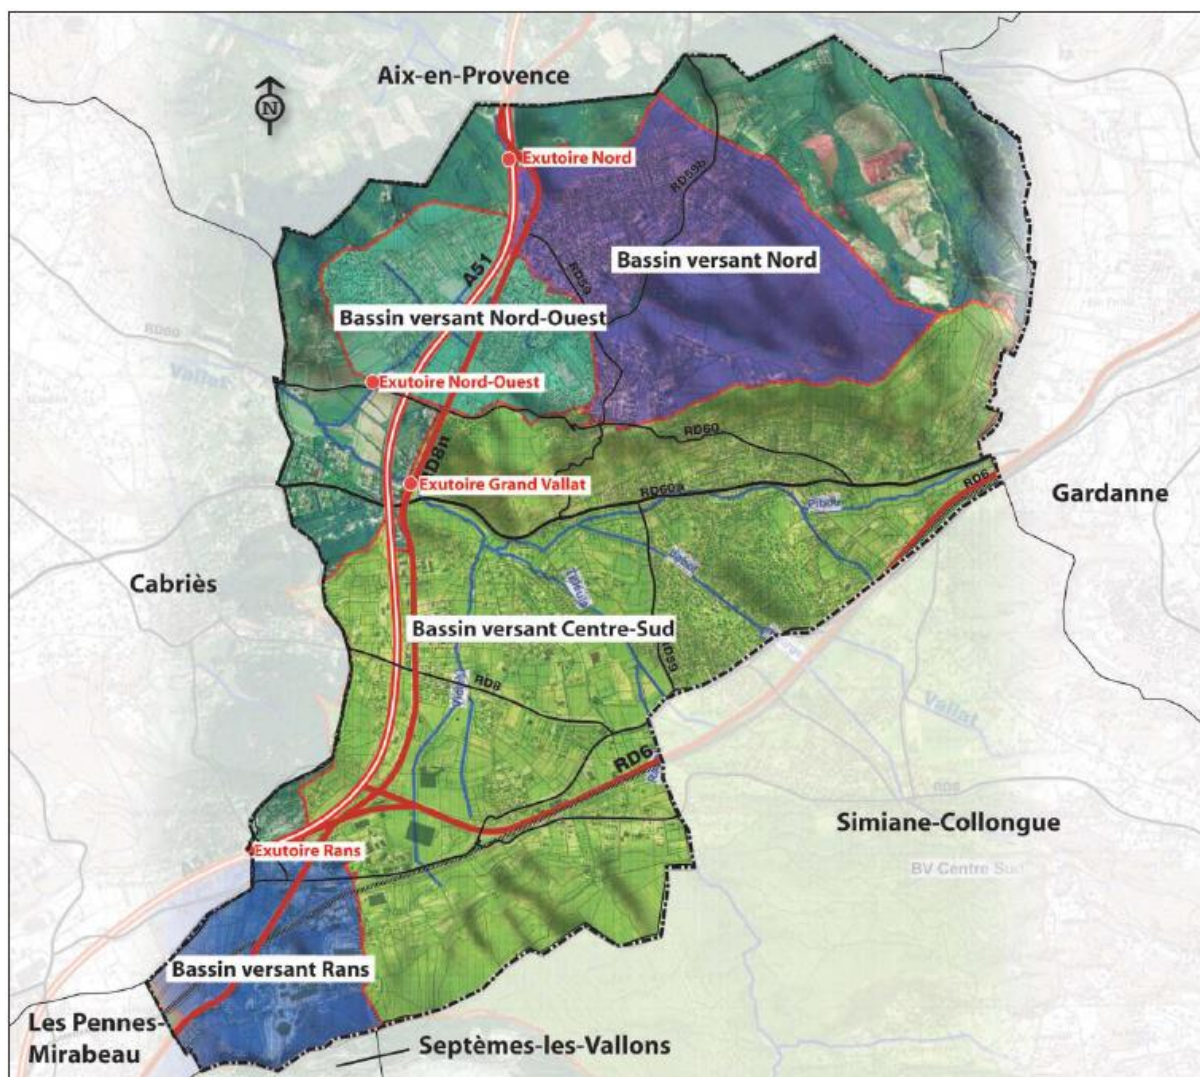 Aix-en-Provence
N
Exutoire Nord
RD59b
Bassin versant Nord
A51
RD59
Bassin versant Nord-Ouest
RD60
Vallat
Exutoire Nord-Ouest
RD60
RD8n
Exutoire Grand Vallat
RD60a
RD6
Gardanne
Cabriès
Bassin versant Centre-Sud
RD59
RD8
Vallat
RD6
Simiane-Collongue
Exutoire Rans
BV Centre Sud
Bassin versant Rans
Les Pennes-
Mirabeau
Septèmes-les-Vallons